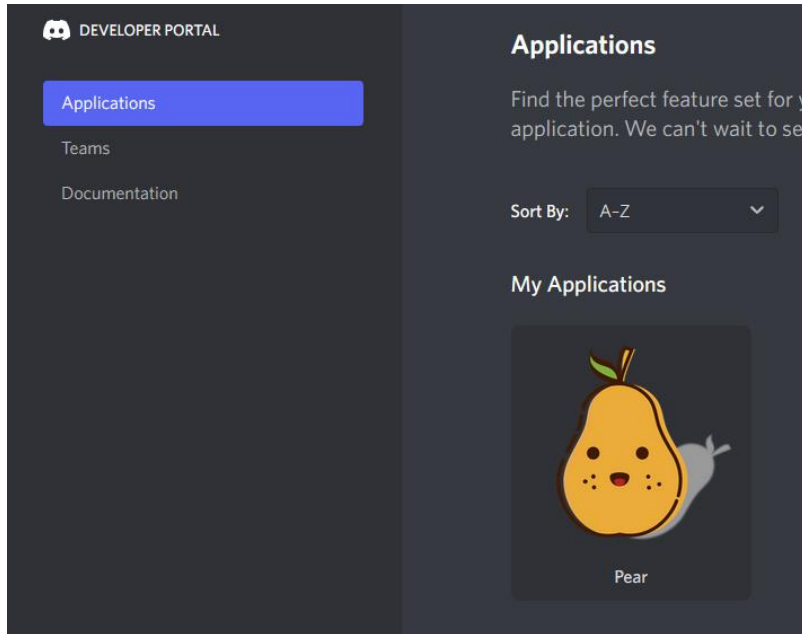 DEVELOPER PORTAL
Applications
Teams
Documentation
Applications
Find the perfect feature set for
application. We can't wait to
Sort By: A–Z
My Applications
Pear